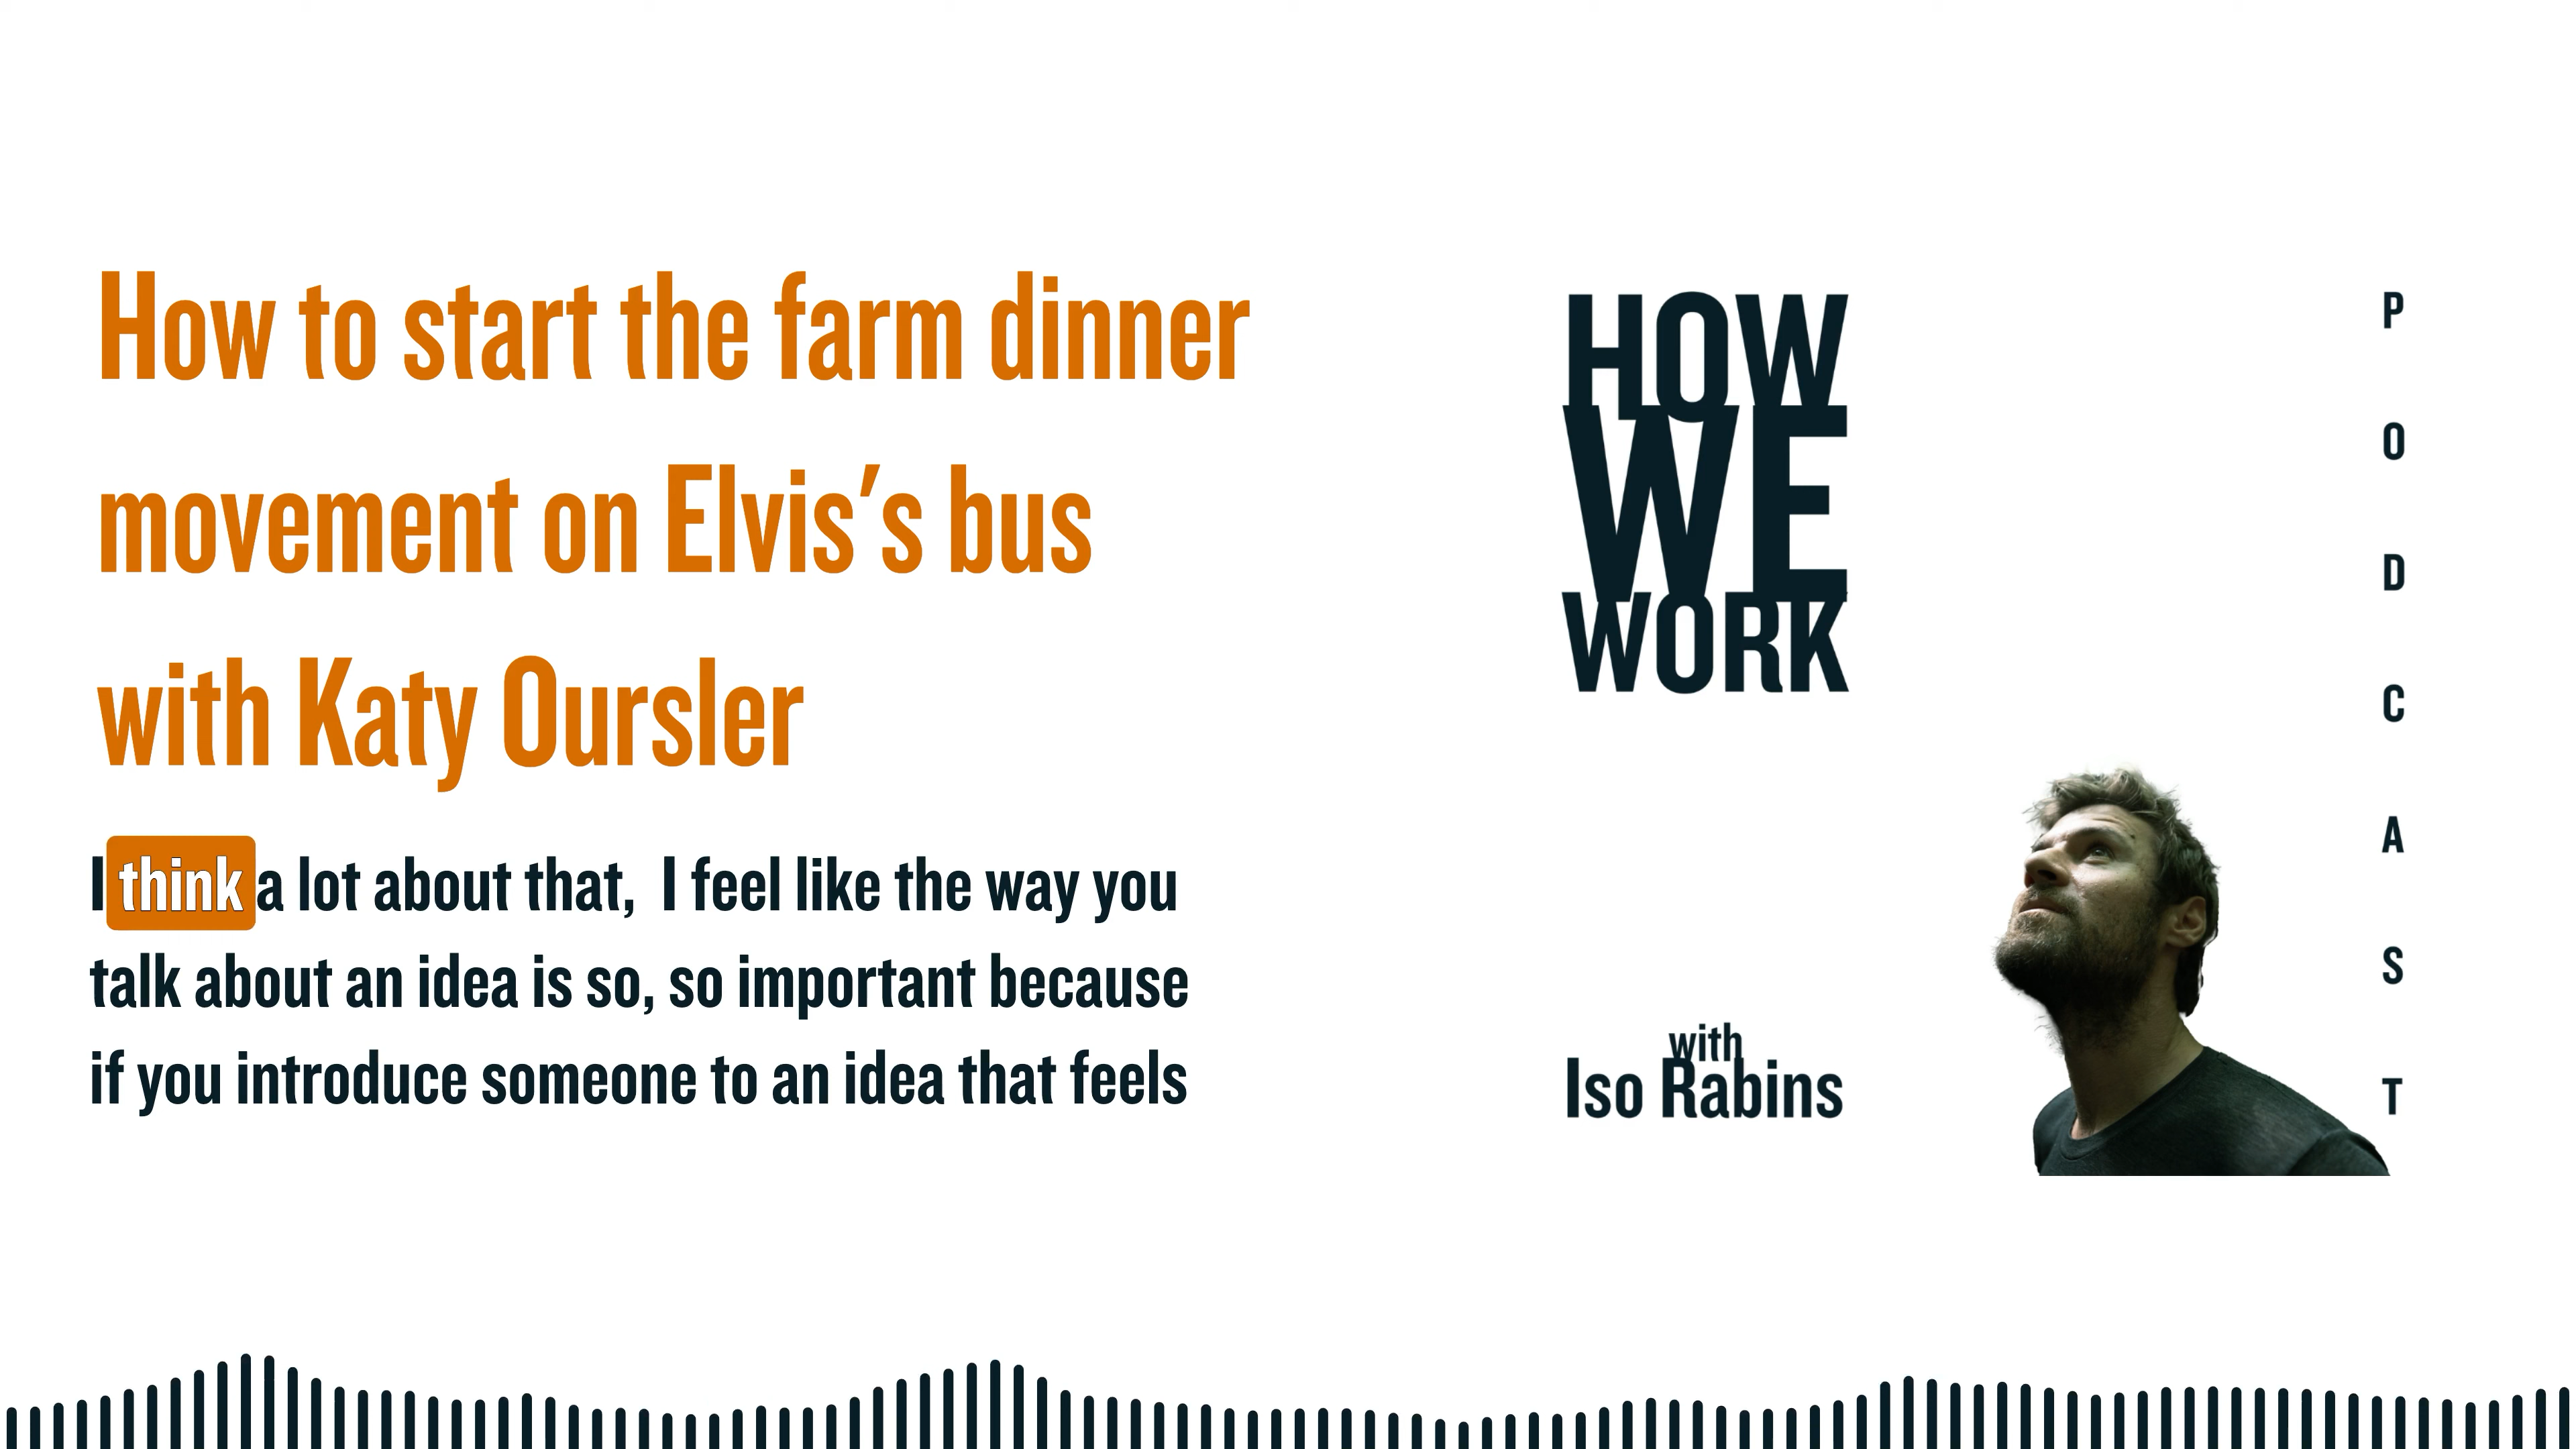 How to start the farm dinner
movement on Elvis’s bus
with Katy Oursler
I think a lot about that,  I feel like the way you
talk about an idea is so, so important because
if you introduce someone to an idea that feels
HOW
WE
WORK
with
Iso Rabins
PODCAST